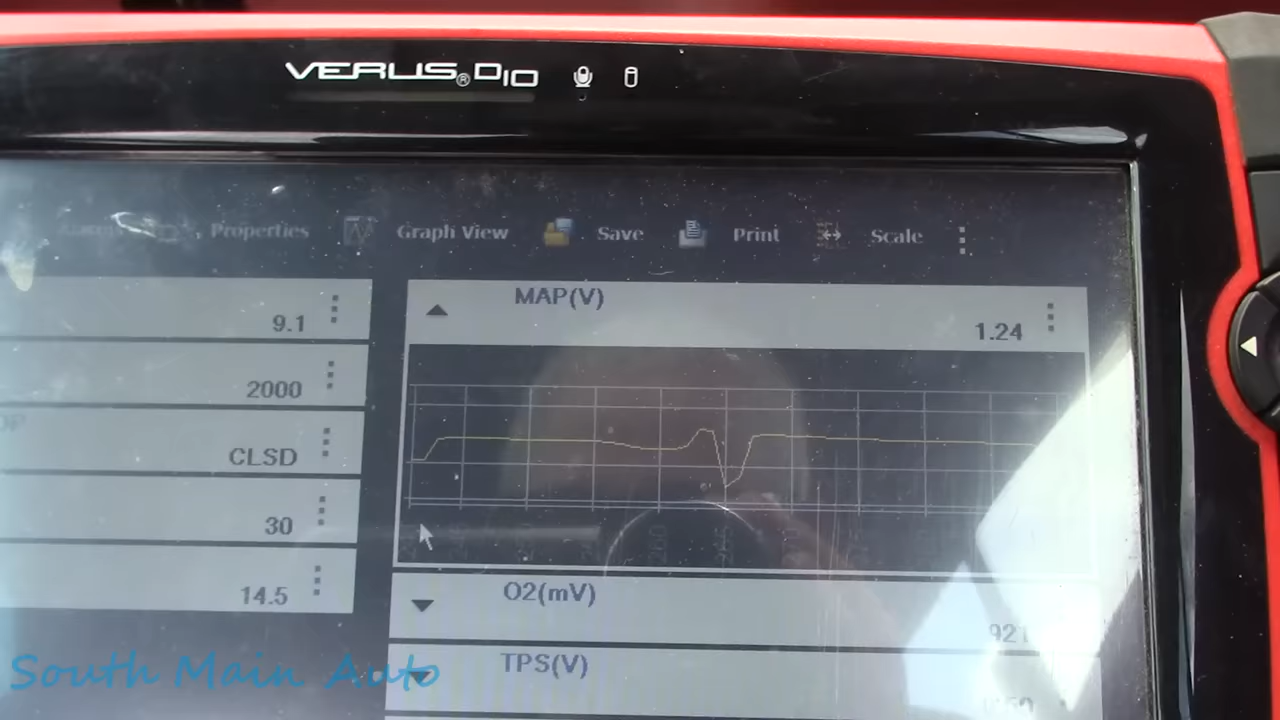 VERUS® D10
Properties
Graph View
Save
Print
Scale
9.1
2000
CLSD
30
14.5
MAP(V)
1.24
O2(mV)
921
TPS(V)
South Main Auto